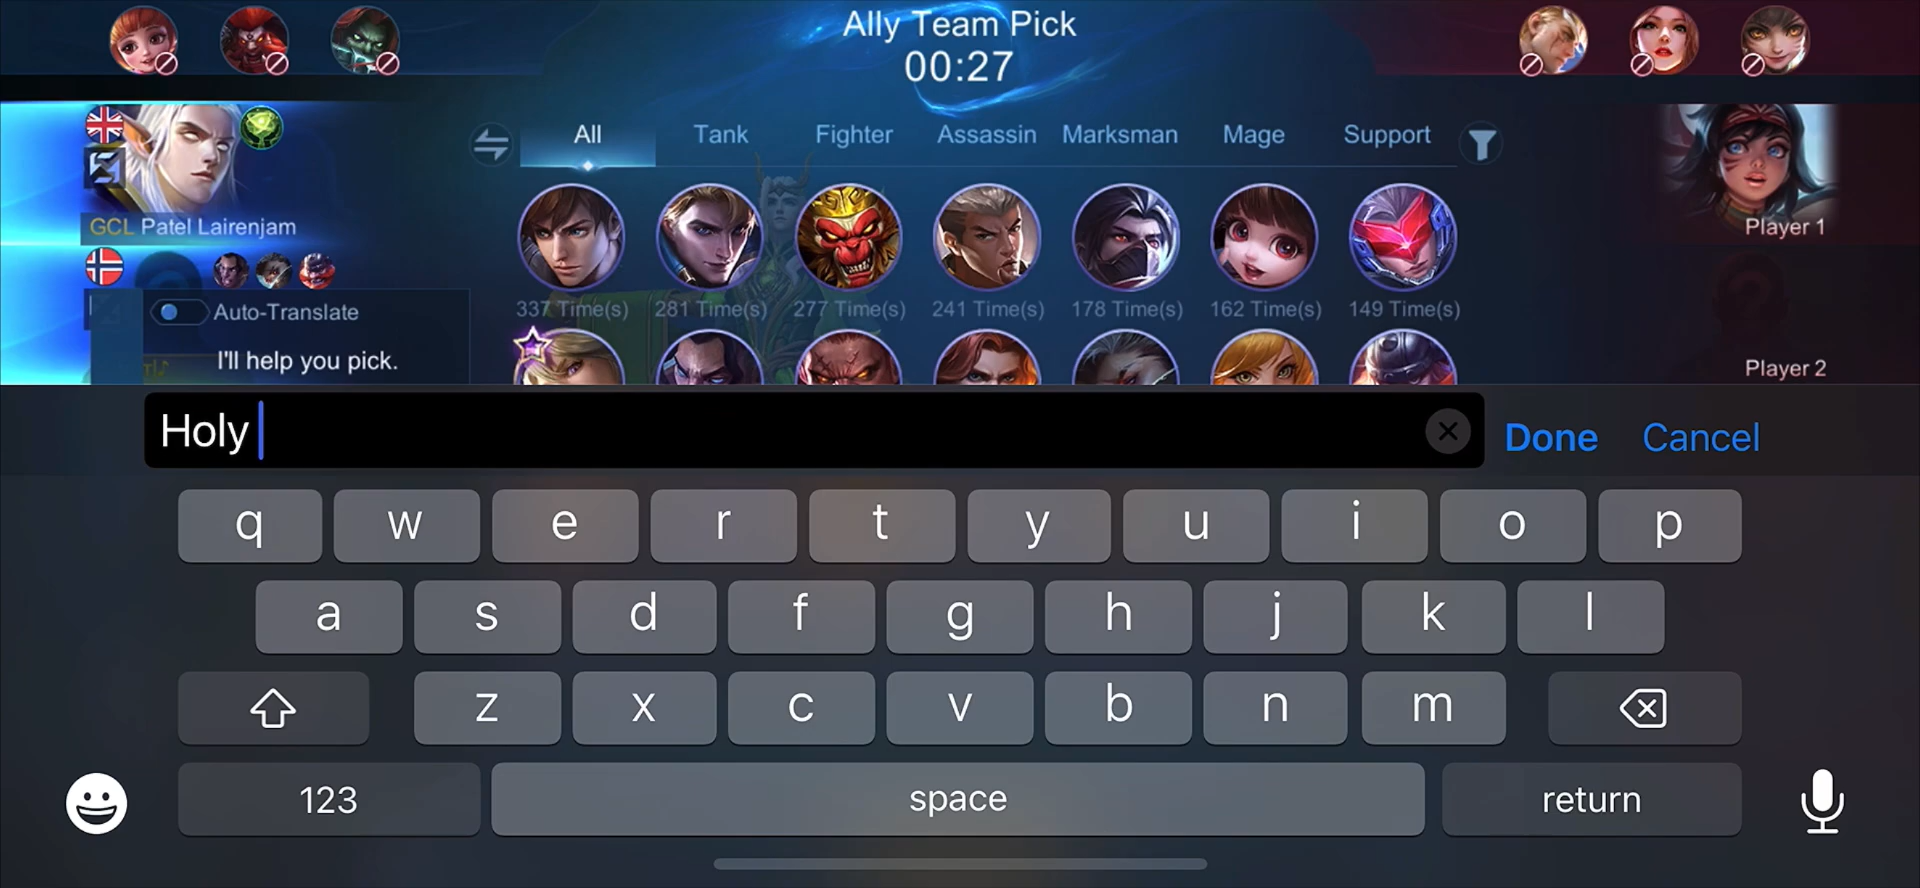 Ally Team Pick
00:27
All Tank Fighter Assassin Marksman Mage Support
GCL Patel Lairenjam
Player 1
337 Time(s) 281 Time(s) 277 Time(s) 241 Time(s) 178 Time(s) 162 Time(s) 149 Time(s)
Auto-Translate
I'll help you pick.
Player 2
Holy
Done Cancel
q w e r t y u i o p
a s d f g h j k l
z x c v b n m
123 space return